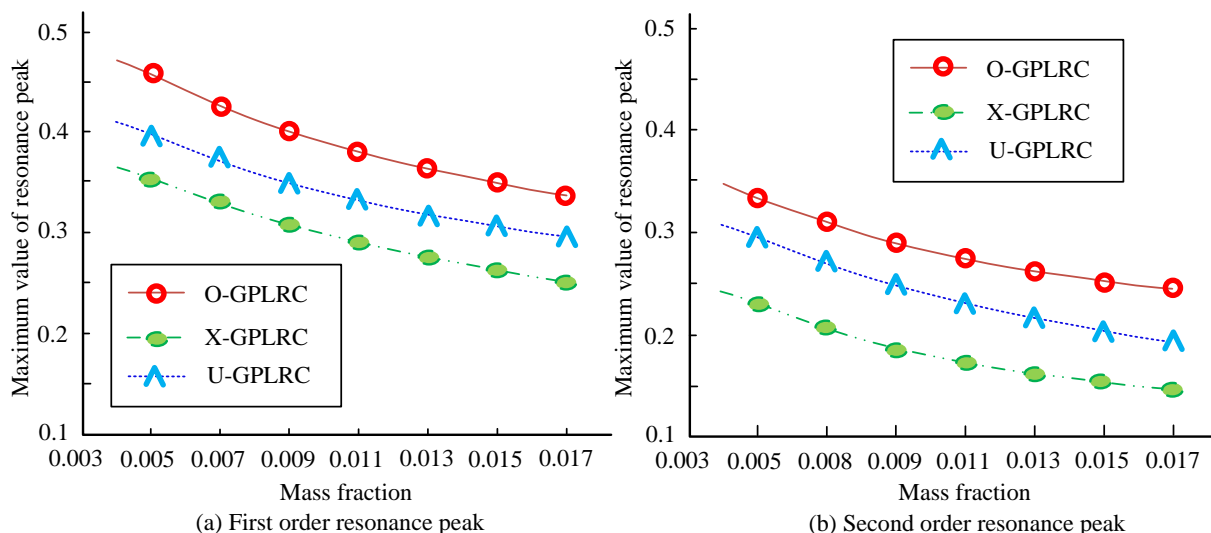 Maximum value of resonance peak
0.5
0.4
0.3
0.2
0.1
O-GPLRC
X-GPLRC
U-GPLRC
0.003 0.005 0.007 0.009 0.011 0.013 0.015 0.017
Mass fraction
(a) First order resonance peak
Maximum value of resonance peak
0.5
0.4
0.3
0.2
0.1
O-GPLRC
X-GPLRC
U-GPLRC
0.003 0.005 0.008 0.009 0.011 0.013 0.015 0.017
Mass fraction
(b) Second order resonance peak